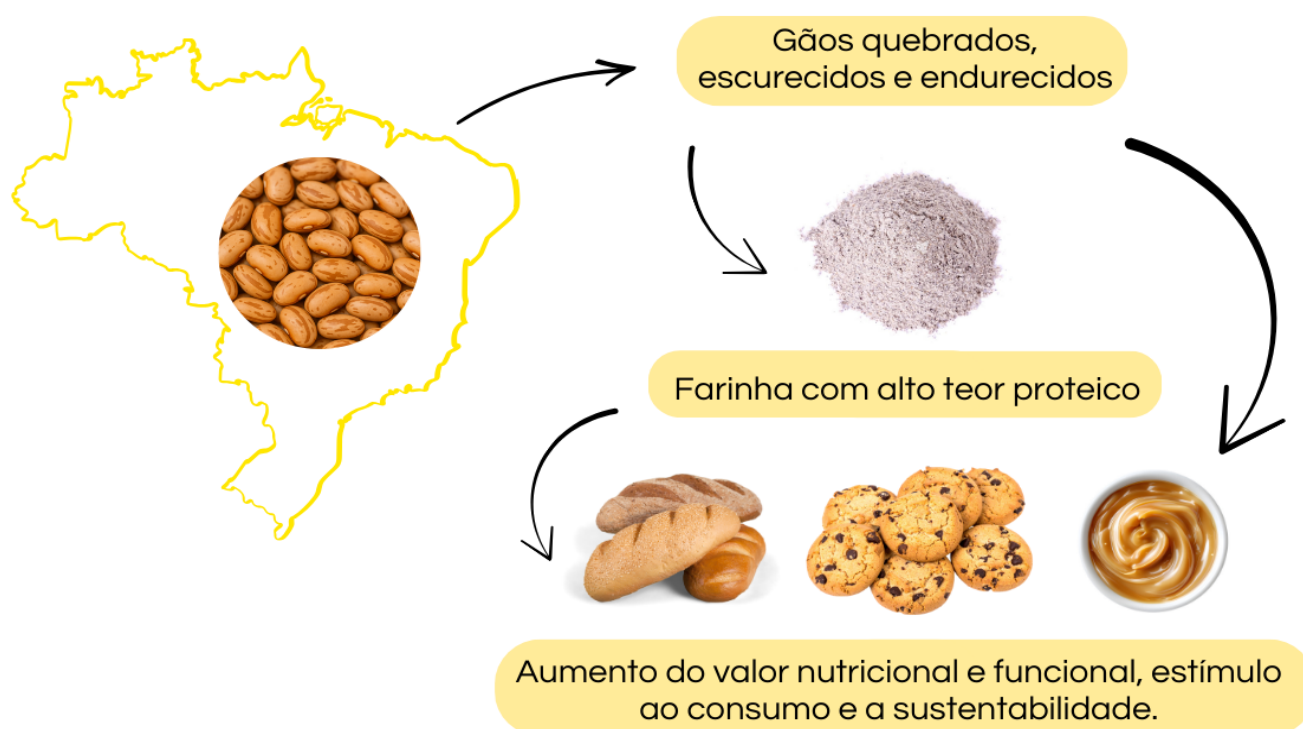 Gãos quebrados,
escurecidos e endurecidos
Farinha com alto teor proteico
Aumento do valor nutricional e funcional, estímulo
ao consumo e a sustentabilidade.